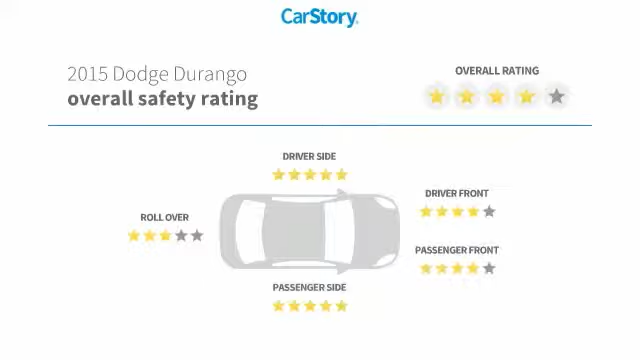 CarStory.
2015 Dodge Durango
overall safety rating
OVERALL RATING
DRIVER SIDE
DRIVER FRONT
ROLL OVER
PASSENGER FRONT
PASSENGER SIDE